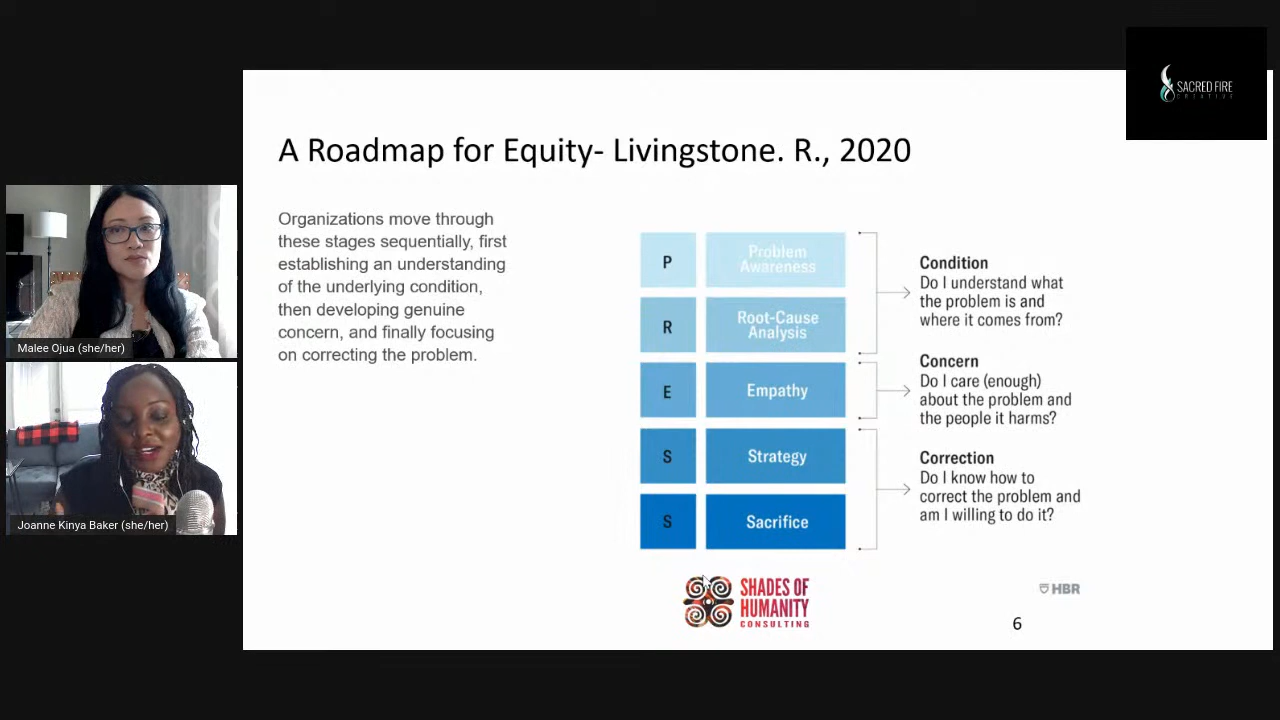 SACRED FIRE
CREATIVE
A Roadmap for Equity- Livingstone. R., 2020
Organizations move through
these stages sequentially, first
establishing an understanding
of the underlying condition,
then developing genuine
concern, and finally focusing
on correcting the problem.
P
Problem
Awareness
R
Root-Cause
Analysis
E
Empathy
S
Strategy
S
Sacrifice
Condition
Do I understand what
the problem is and
where it comes from?
Concern
Do I care (enough)
about the problem and
the people it harms?
Correction
Do I know how to
correct the problem and
am I willing to do it?
SHADES OF
HUMANITY
CONSULTING
HBR
6
Malee Ojua (she/her)
Joanne Kinya Baker (she/her)